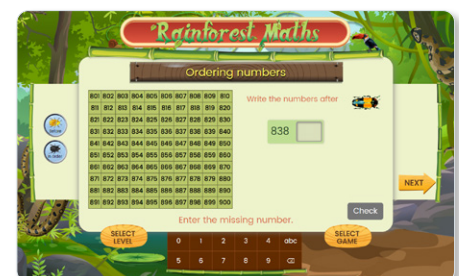 Rainforest Maths
Ordering numbers
801 802 803 804 805 806 807 808 809 810
811 812 813 814 815 816 817 818 819 820
821 822 823 824 825 826 827 828 829 830
831 832 833 834 835 836 837 838 839 840
841 842 843 844 845 846 847 848 849 850
851 852 853 854 855 856 857 858 859 860
861 862 863 864 865 866 867 868 869 870
871 872 873 874 875 876 877 878 879 880
881 882 883 884 885 886 887 888 889 890
891 892 893 894 895 896 897 898 899 900
Write the numbers after
838
Enter the missing number.
Check
NEXT
SELECT
LEVEL
0 1 2 3 4 abc
5 6 7 8 9
SELECT
GAME